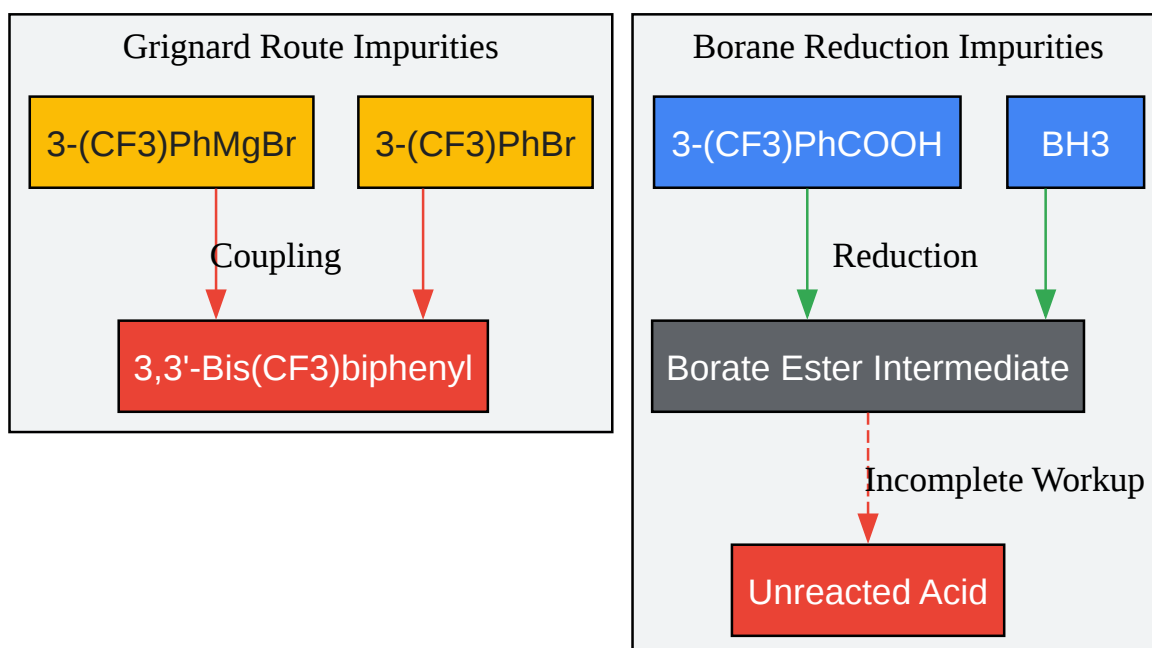 Grignard Route Impurities
3-(CF3)PhMgBr
3-(CF3)PhBr
Coupling
3,3'-Bis(CF3)biphenyl
Borane Reduction Impurities
3-(CF3)PhCOOH
BH3
Reduction
Borate Ester Intermediate
Incomplete Workup
Unreacted Acid